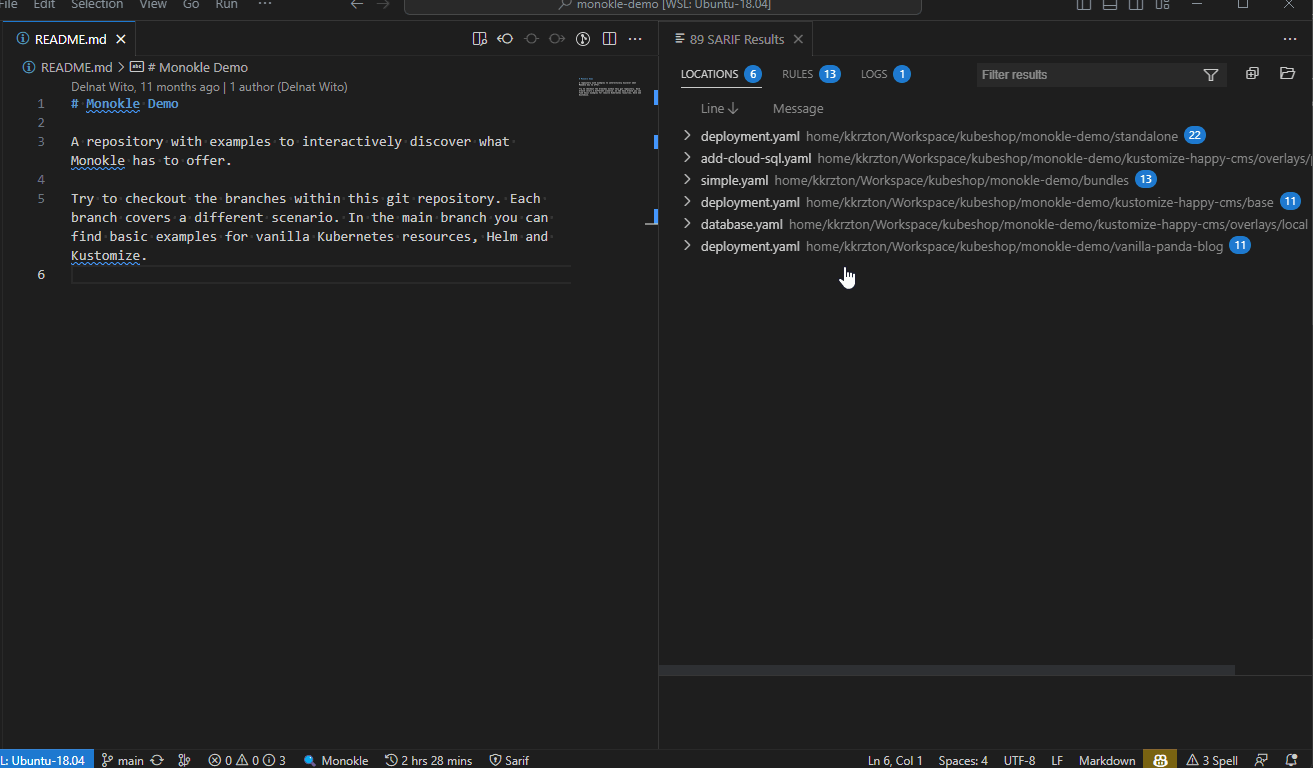 File Edit Selection View Go Run ··· monokle-demo [WSL: Ubuntu-18.04]
README.md
README.md > # Monokle Demo
Delnat Wito, 11 months ago | 1 author (Delnat Wito)
1 # Monokle Demo
2
3 A repository with examples to interactively discover what
Monokle has to offer.
4
5 Try to checkout the branches within this git repository. Each
branch covers a different scenario. In the main branch you can
find basic examples for vanilla Kubernetes resources, Helm and
Kustomize.
6
89 SARIF Results
LOCATIONS 6 RULES 13 LOGS 1 Filter results
Line Message
deployment.yaml home/kkrzton/Workspace/kubeshop/monokle-demo/standalone 22
add-cloud-sql.yaml home/kkrzton/Workspace/kubeshop/monokle-demo/kustomize-happy-cms/overlays/
simple.yaml home/kkrzton/Workspace/kubeshop/monokle-demo/bundles 13
deployment.yaml home/kkrzton/Workspace/kubeshop/monokle-demo/kustomize-happy-cms/base 11
database.yaml home/kkrzton/Workspace/kubeshop/monokle-demo/kustomize-happy-cms/overlays/local
deployment.yaml home/kkrzton/Workspace/kubeshop/monokle-demo/vanilla-panda-blog 11
L: Ubuntu-18.04 main 0 0 3 Monokle 2 hrs 28 mins Sarif Ln 6, Col 1 Spaces: 4 UTF-8 LF Markdown 3 Spell